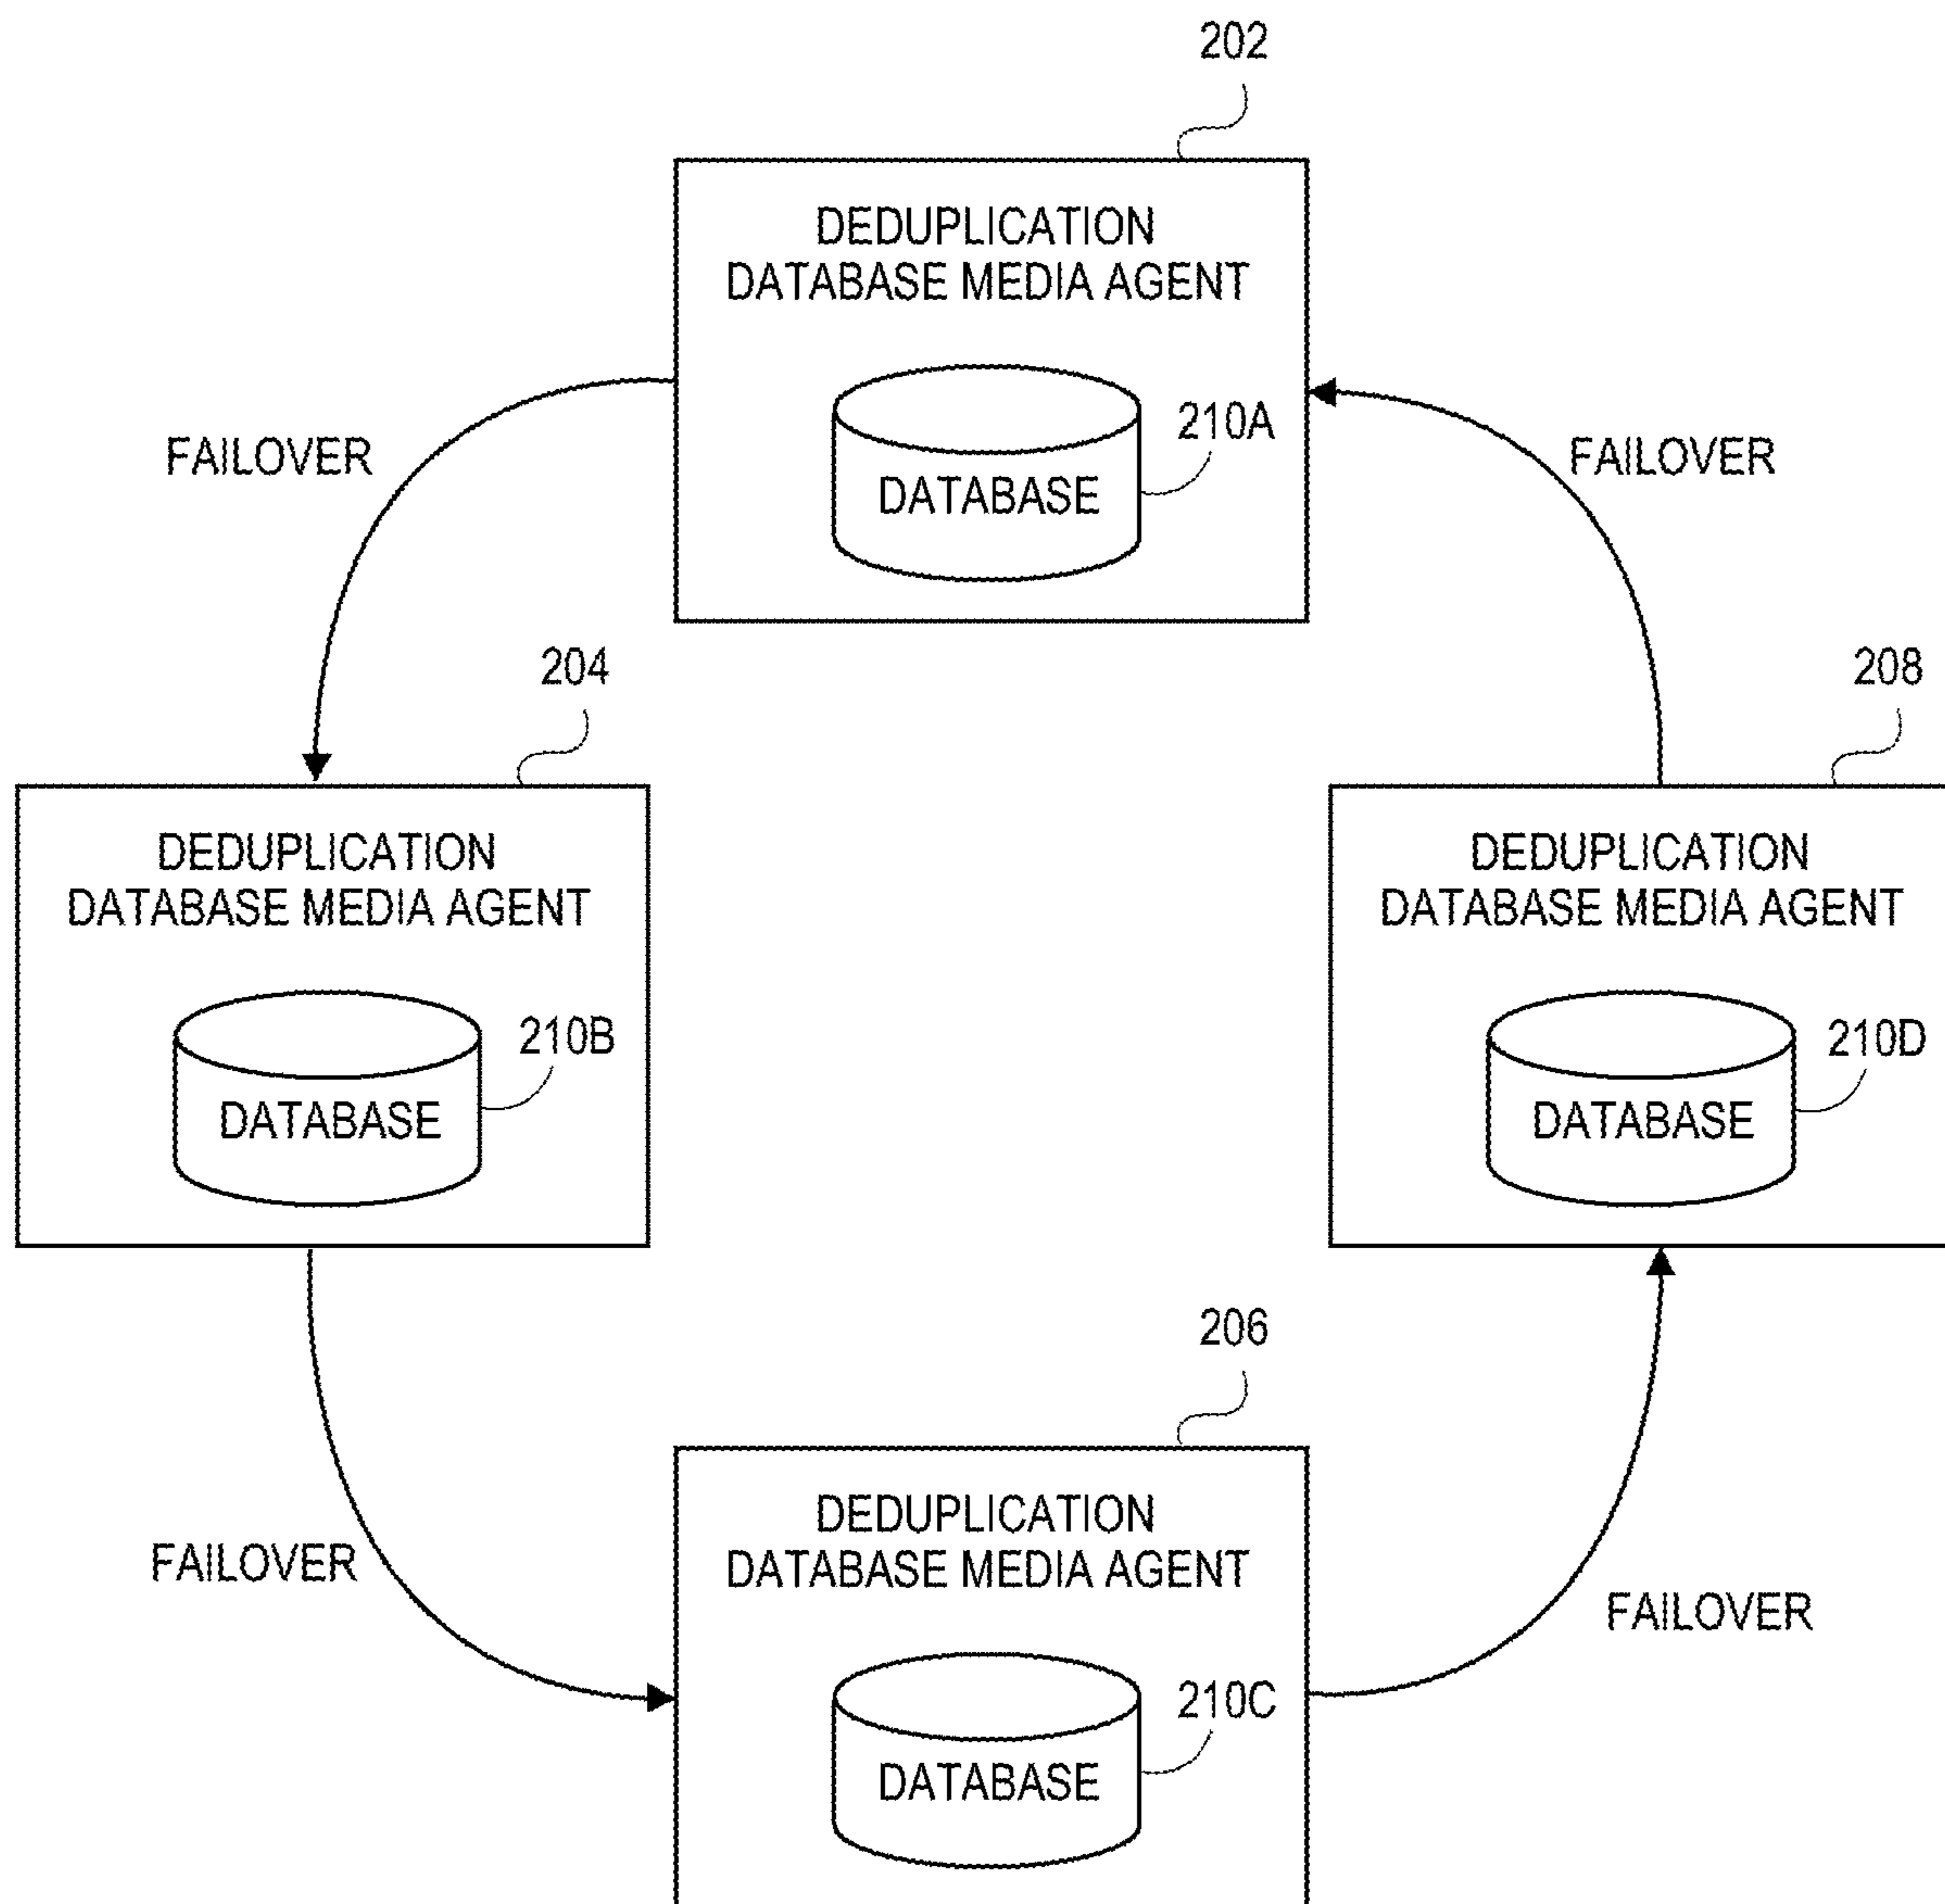 202
DEDUPLICATION
DATABASE MEDIA AGENT
210A
DATABASE
FAILOVER
FAILOVER
204
208
DEDUPLICATION
DATABASE MEDIA AGENT
210B
DATABASE
DEDUPLICATION
DATABASE MEDIA AGENT
210D
DATABASE
206
FAILOVER
DEDUPLICATION
DATABASE MEDIA AGENT
FAILOVER
210C
DATABASE